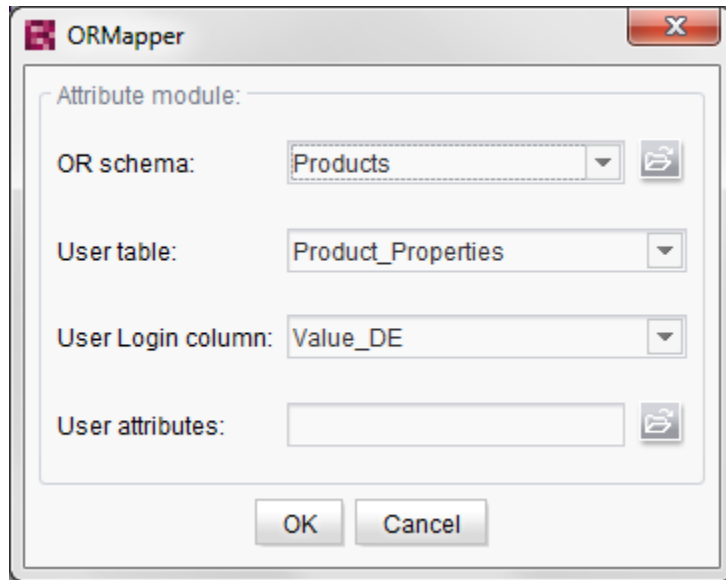 ORMapper
Attribute module:
OR schema: Products
User table: Product_Properties
User Login column: Value_DE
User attributes:
OK Cancel